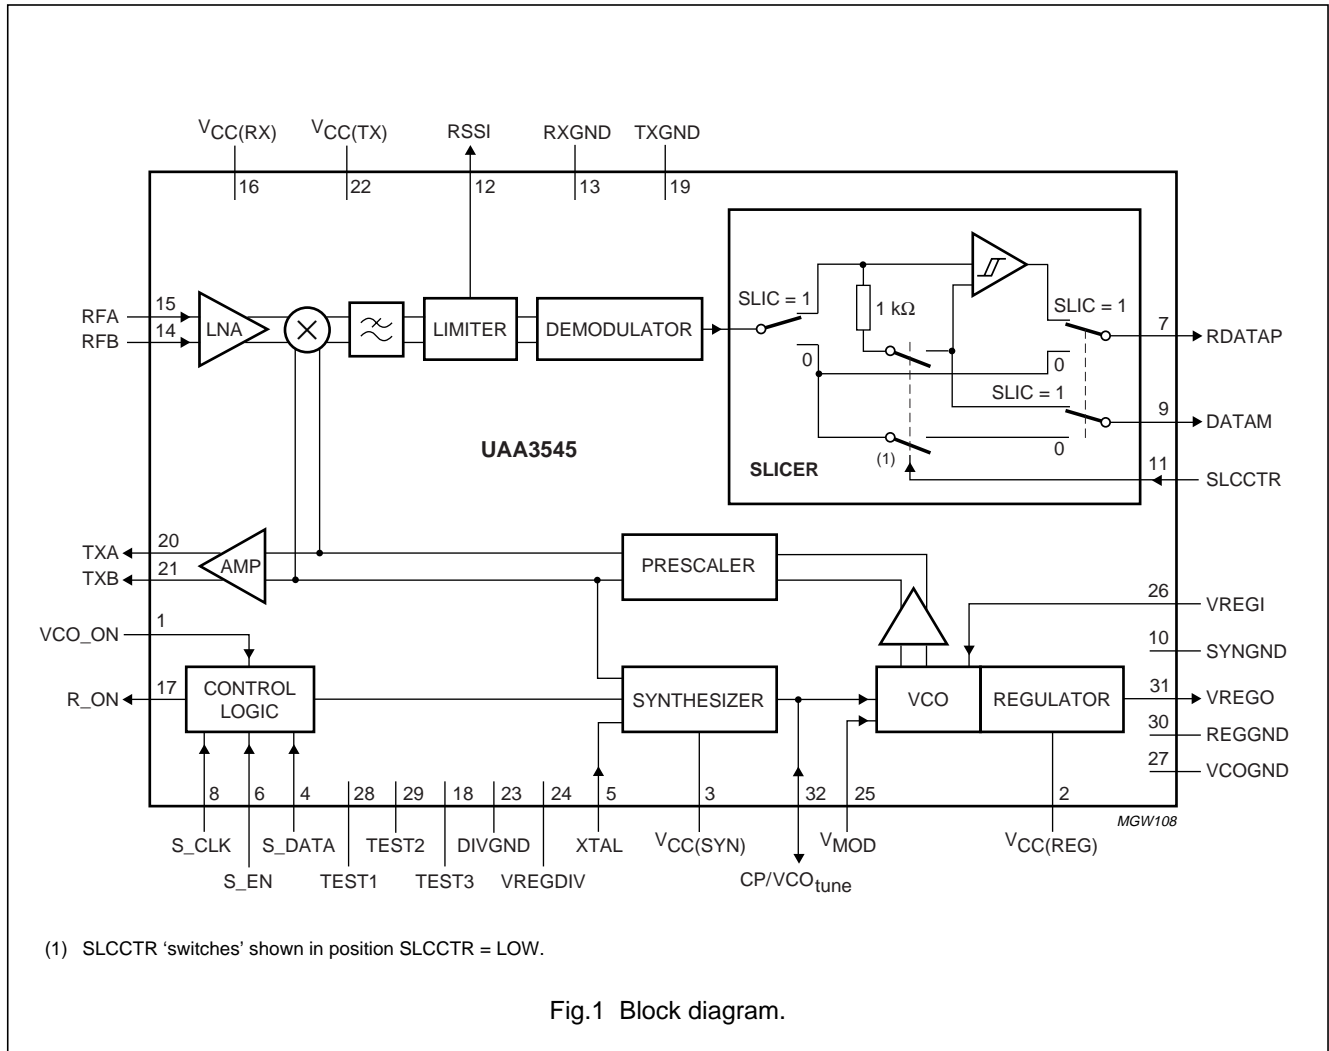 VCC(RX) VCC(TX) RSSI RXGND TXGND
16 22 12 13 19
SLIC = 1
1 kΩ
SLIC = 1
RFA 15
RFB 14
LNA
LIMITER
DEMODULATOR
7 RDATAP
0
0
SLIC = 1
9 DATAM
0
(1)
SLICER
11 SLCCTR
UAA3545
TXA 20
TXB 21
AMP
PRESCALER
26 VREGI
VCO_ON 1
10 SYNGND
R_ON 17
CONTROL
LOGIC
SYNTHESIZER
VCO
REGULATOR
31 VREGO
30 REGGND
27 VCOGND
8 6 4 28 29 18 23 24 5 3 32 25 2
MGW108
S_CLK S_DATA TEST2 DIVGND XTAL VCC(SYN) VMOD VCC(REG)
S_EN TEST1 TEST3 VREGDIV CP/VCOtune
(1) SLCCTR ‘switches’ shown in position SLCCTR = LOW.
Fig.1 Block diagram.